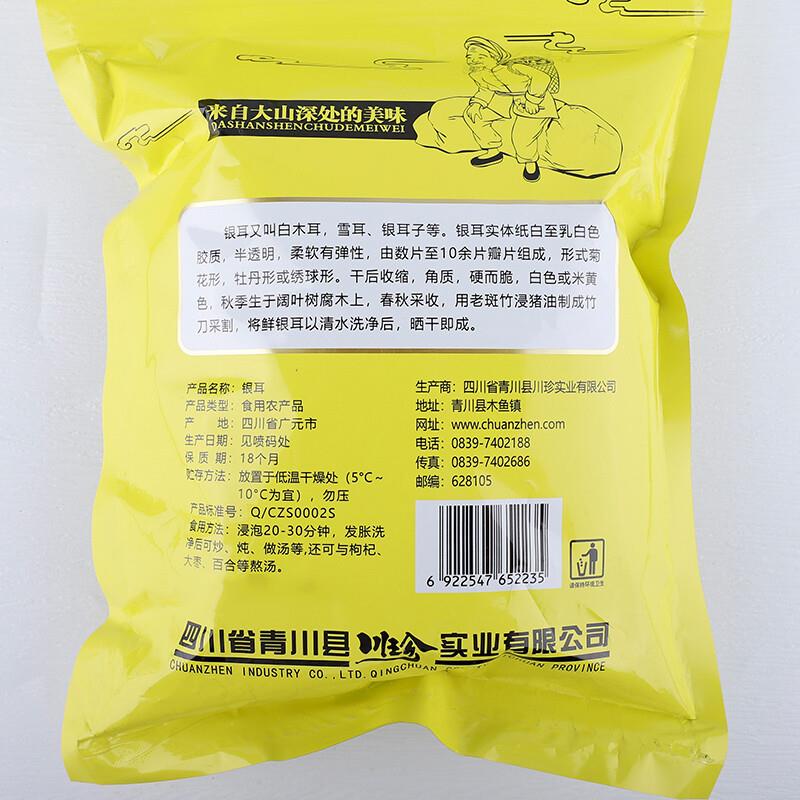 来自大山深处的美味
DASHANSHENCHUDEMEIWEI
银耳又叫白木耳，雪耳、银耳子等。银耳实体纸白至乳白色
胶质，半透明，柔软有弹性，由数片至10余片瓣片组成，形式菊
花形，牡丹形或绣球形。干后收缩，角质，硬而脆，白色或米黄
色，秋季生于阔叶树腐木上，春秋采收，用老斑竹浸猪油制成竹
刀采割，将鲜银耳以清水洗净后，晒干即成。
产品名称：银耳
产品类型：食用农产品
产 地：四川省广元市
生产日期：见喷码处
保 质 期：18个月
贮存方法：放置于低温干燥处（5℃~
10℃为宜），勿压
产品标准号：Q/CZS0002S
食用方法：浸泡20-30分钟，发胀洗
净后可炒、炖、做汤等,还可与枸杞、
大枣、百合等熬汤。
生产商：四川省青川县川珍实业有限公司
地址：青川县木鱼镇
网址：www.chuanzhen.com
电话：0839-7402188
传真：0839-7402686
邮编：628105
6 922547 652235
请保持环境卫生
四川省青川县川珍实业有限公司
CHUANZHEN INDUSTRY CO.,LTD.QINGCHUAN PROVINCE